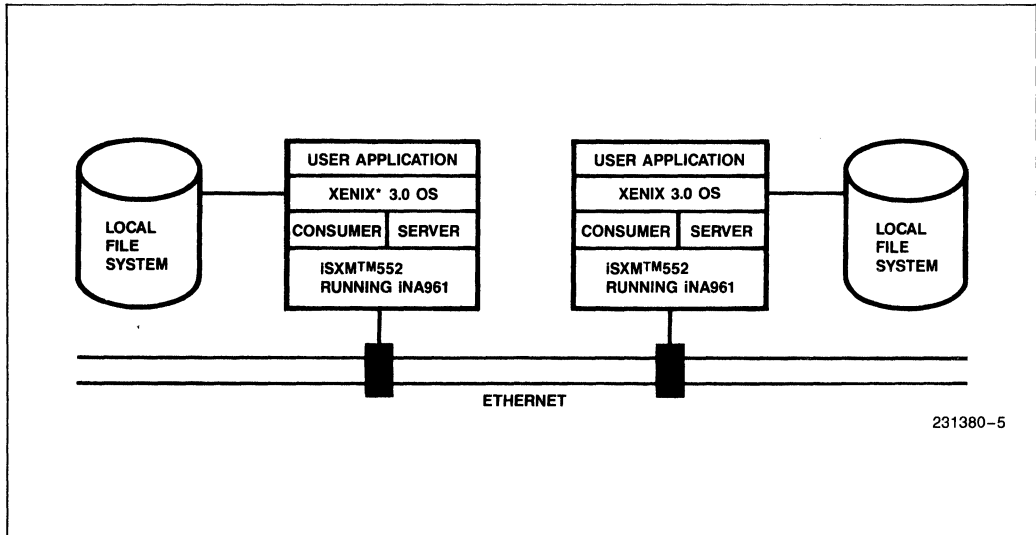 LOCAL
FILE
SYSTEM
USER APPLICATION
XENIX* 3.0 OS
CONSUMER
SERVER
iSXM™552
RUNNING iNA961
USER APPLICATION
XENIX 3.0 OS
CONSUMER
SERVER
iSXM™552
RUNNING iNA961
LOCAL
FILE
SYSTEM
ETHERNET
231380-5